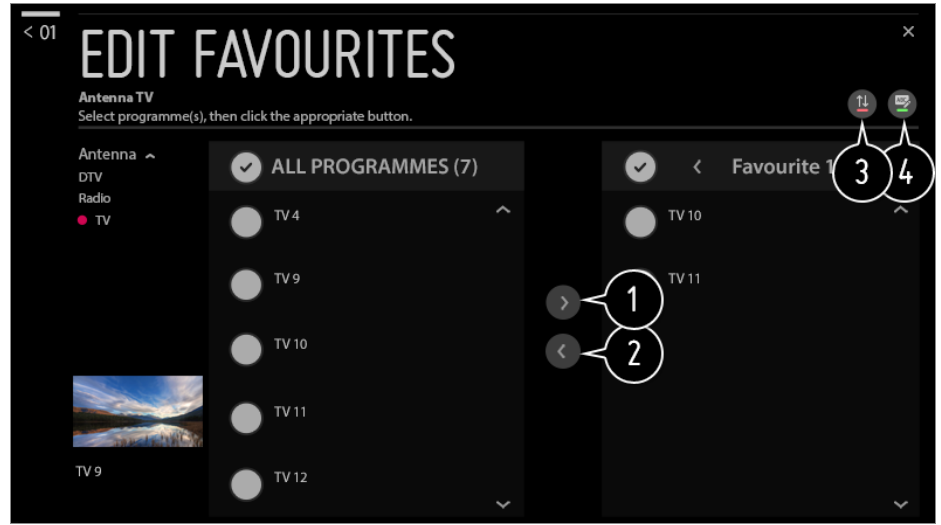 < 01
EDIT FAVOURITES
Antenna TV
Select programme(s), then click the appropriate button.
Antenna
DTV
Radio
TV
TV 9
ALL PROGRAMMES (7)
TV 4
TV 9
TV 10
TV 11
TV 12
1
2
Favourite 1
TV 10
TV 11
3
4
ABC